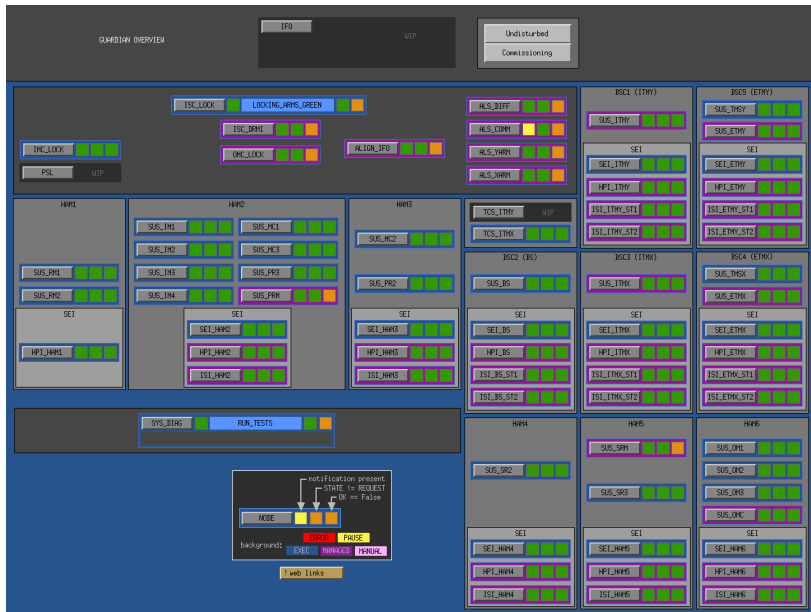 GUARDIAN OVERVIEW
IFO
WIP
Undisturbed
Commissioning
ISC_LOCK LOCKING_ARMS_GREEN
ISC_DRMI
OMC_LOCK
ALIGN_IFO
IMC_LOCK
PSL WIP
ALS_DIFF
ALS_COMM
ALS_YARM
ALS_XARM
BSC1 (ITMY)
SUS_ITMY
SEI
SEI_ITMY
HPI_ITMY
ISI_ITMY_ST1
ISI_ITMY_ST2
BSC5 (ETMY)
SUS_TMSY
SUS_ETMY
SEI
SEI_ETMY
HPI_ETMY
ISI_ETMY_ST1
ISI_ETMY_ST2
HAM1
SUS_RM1
SUS_RM2
SEI
HPI_HAM1
HAM2
SUS_IM1 SUS_MC1
SUS_IM2 SUS_MC3
SUS_IM3 SUS_PR3
SUS_IM4 SUS_PRM
SEI
SEI_HAM2
HPI_HAM2
ISI_HAM2
HAM3
SUS_MC2
SUS_PR2
SEI
SEI_HAM3
HPI_HAM3
ISI_HAM3
TCS_ITMY WIP
TCS_ITMX
BSC2 (BS)
SUS_BS
SEI
SEI_BS
HPI_BS
ISI_BS_ST1
ISI_BS_ST2
BSC3 (ITMX)
SUS_ITMX
SEI
SEI_ITMX
HPI_ITMX
ISI_ITMX_ST1
ISI_ITMX_ST2
BSC4 (ETMX)
SUS_TMSX
SUS_ETMX
SEI
SEI_ETMX
HPI_ETMX
ISI_ETMX_ST1
ISI_ETMX_ST2
SYS_DIAG RUN_TESTS
HAM4
SUS_SR2
SEI
SEI_HAM4
HPI_HAM4
ISI_HAM4
HAM5
SUS_SRM
SUS_SR3
SEI
SEI_HAM5
HPI_HAM5
ISI_HAM5
HAM6
SUS_OM1
SUS_OM2
SUS_OM3
SUS_OMC
SEI
SEI_HAM6
HPI_HAM6
ISI_HAM6
notification present
STATE != REQUEST
OK == False
NODE
background:
ERROR PAUSE
EXEC MANAGED MANUAL
! web links